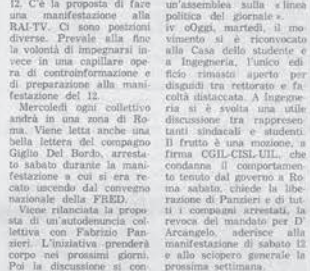 12. C'è la proposta di fare
una manifestazione alla
RAI-TV. Ci sono posizioni
diverse. Prevale alla fine
la volontà di impegnarsi in-
vece in una capillare ope-
ra di controinformazione e
di preparazione alla mani-
festazione del 12.
Mercoledì ogni collettivo
andrà in una zona di Ro-
ma. Viene letta anche una
bella lettera del compagno
Giglio Del Bordo, arresta-
to sabato durante la mani-
festazione a cui si era re-
cato uscendo dal convegno
nazionale della FRED.
Viene rilanciata la propo-
sta di un'autodenuncia col-
lettiva con Fabrizio Pan-
zieri. L'iniziativa prenderà
corpo nei prossimi giorni.
Poi la discussione si con
un'assemblea sulla «linea
politica del giornale».
iv oOggi, martedì, il mo-
vimento si è riconvocato
alla Casa dello studente e
a Ingegneria, l'unico edi-
ficio rimasto aperto per
disguidi tra rettorato e fa-
coltà distaccata. A Ingegne-
ria si è svolta una utile
discussione tra rappresen-
tanti sindacali e studenti.
Il frutto è una mozione, a
firma CGIL-CISL-UIL, che
condanna il comportamen-
to tenuto dal governo a Ro-
ma sabato, chiede la libe-
razione di Panzieri e di tut-
ti i compagni arrestati, la
revoca del mandato per D'
Arcangelo, aderisce alla
manifestazione di sabato 12
e allo sciopero generale la
prossima settimana.